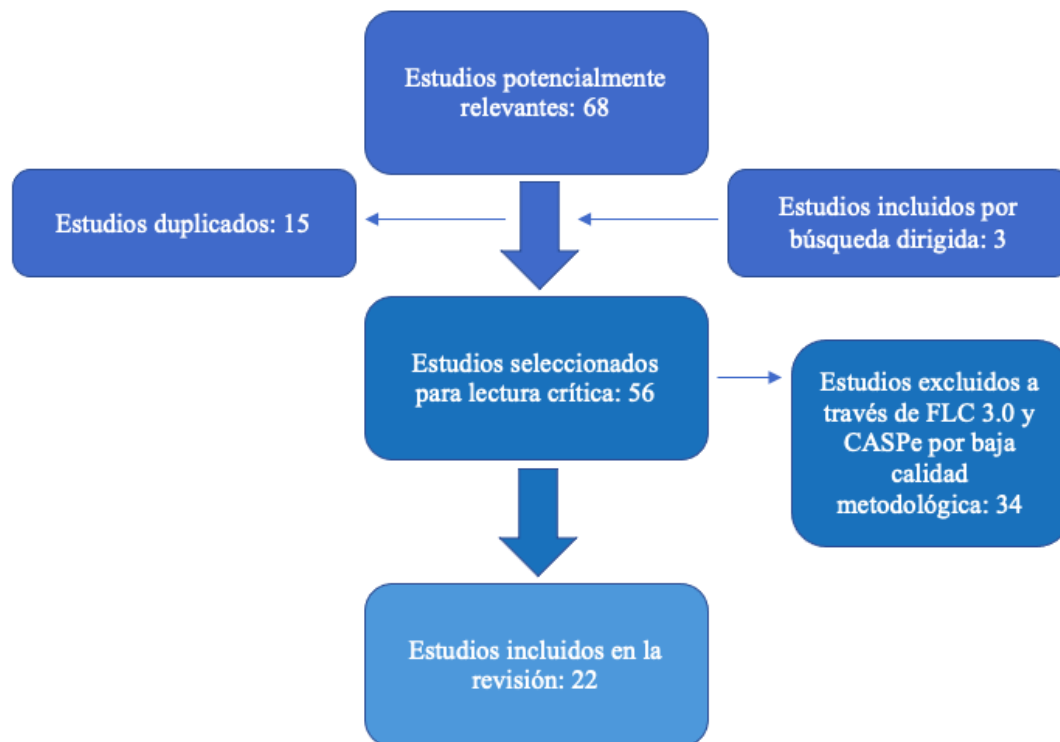 Estudios potencialmente
relevantes: 68
Estudios duplicados: 15
Estudios incluidos por
búsqueda dirigida: 3
Estudios seleccionados
para lectura crítica: 56
Estudios excluidos a
través de FLC 3.0 y
CASPe por baja
calidad
metodológica: 34
Estudios incluidos en la
revisión: 22